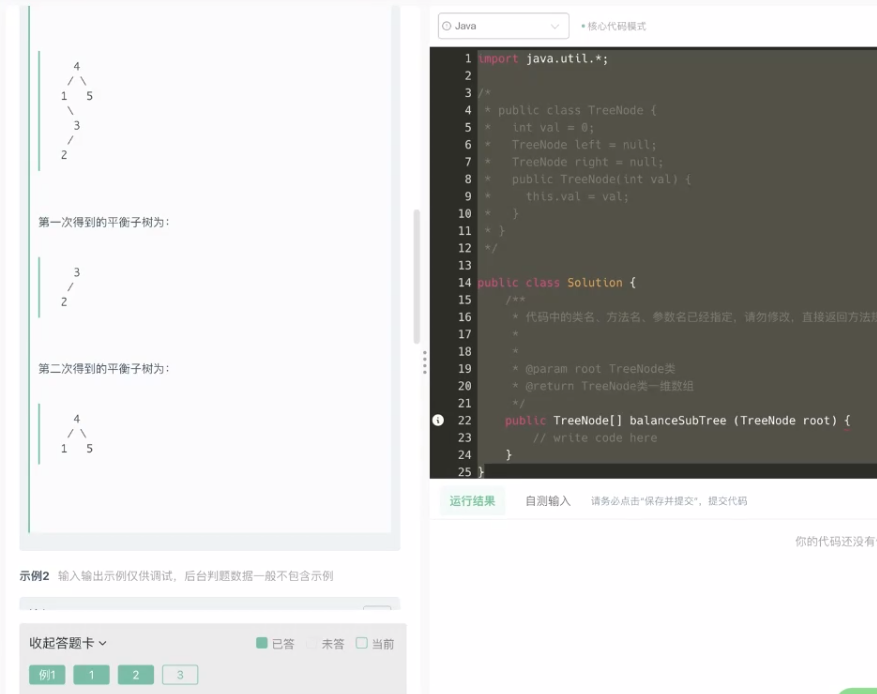 4
/ \
1 5
\
3
/
2
第一次得到的平衡子树为:
3
/
2
第二次得到的平衡子树为:
4
/ \
1 5
示例2 输入输出示例仅供调试，后台判题数据一般不包含示例
收起答题卡
已答 未答 当前
例1 1 2 3
Java
•核心代码模式
1 import java.util.*;
2
3 /*
4 * public class TreeNode {
5 * int val = 0;
6 * TreeNode left = null;
7 * TreeNode right = null;
8 * public TreeNode(int val) {
9 * this.val = val;
10 * }
11 * }
12 */
13
14 public class Solution {
15 /**
16 * 代码中的类名、方法名、参数名已经指定，请勿修改，直接返回方法
17 *
18 *
19 * @param root TreeNode类
20 * @return TreeNode类一维数组
21 */
22 public TreeNode[] balanceSubTree (TreeNode root) {
23 // write code here
24 }
25 }
运行结果 自测输入 请务必点击"保存并提交"，提交代码
你的代码还没有